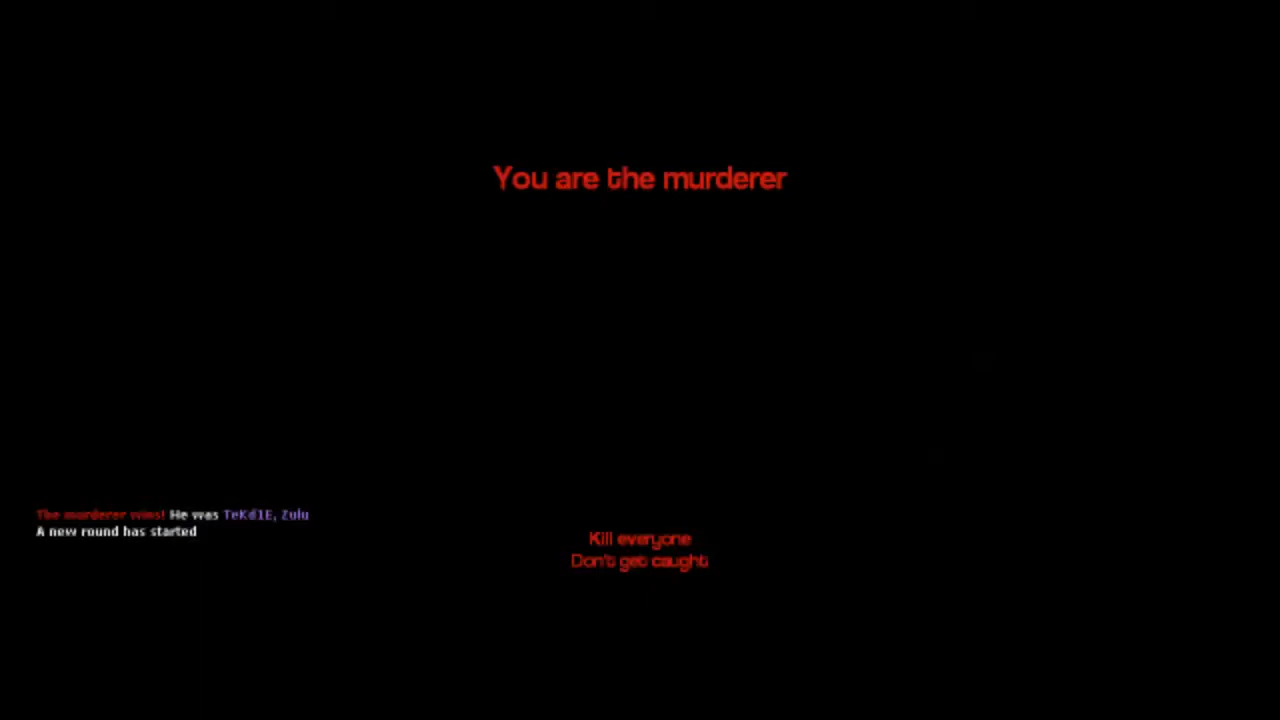 You are the murderer
The murderer wins! He was TeKd1E, Zulu
A new round has started
Kill everyone
Don't get caught